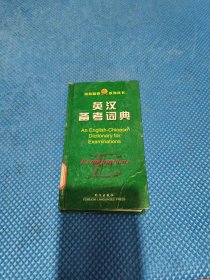 英汉
备考词典
An English-Chinese
Dictionary for
Examinations
外文出版社
FOREIGN LANGUAGES PRESS